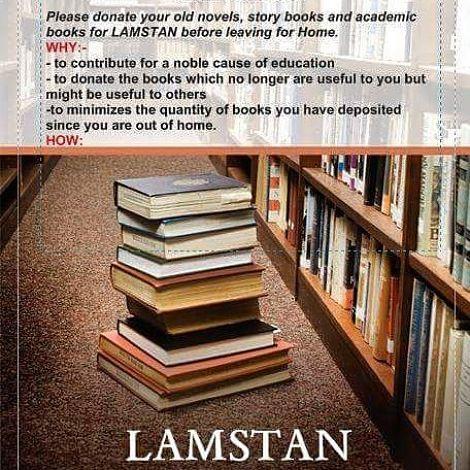 Please donate your old novels, story books and academic
books for LAMSTAN before leaving for Home.
WHY:-
- to contribute for a noble cause of education
- to donate the books which no longer are useful to you but
might be useful to others
-to minimizes the quantity of books you have deposited
since you are out of home.
HOW:
LAMSTAN